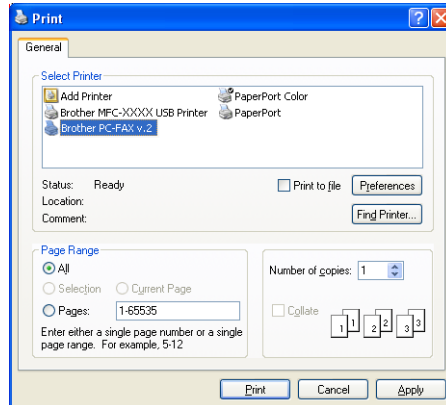 Print
General
Select Printer
Add Printer
PaperPort Color
Brother MFC-XXXX USB Printer
PaperPort
Brother PC-FAX v.2
Status: Ready
Print to file
Preferences
Location:
Comment:
Find Printer...
Page Range
All
Selection
Current Page
Pages: 1-65535
Enter either a single page number or a single
page range. For example, 5-12
Number of copies: 1
Collate
1 1 2 2 3 3
Print
Cancel
Apply